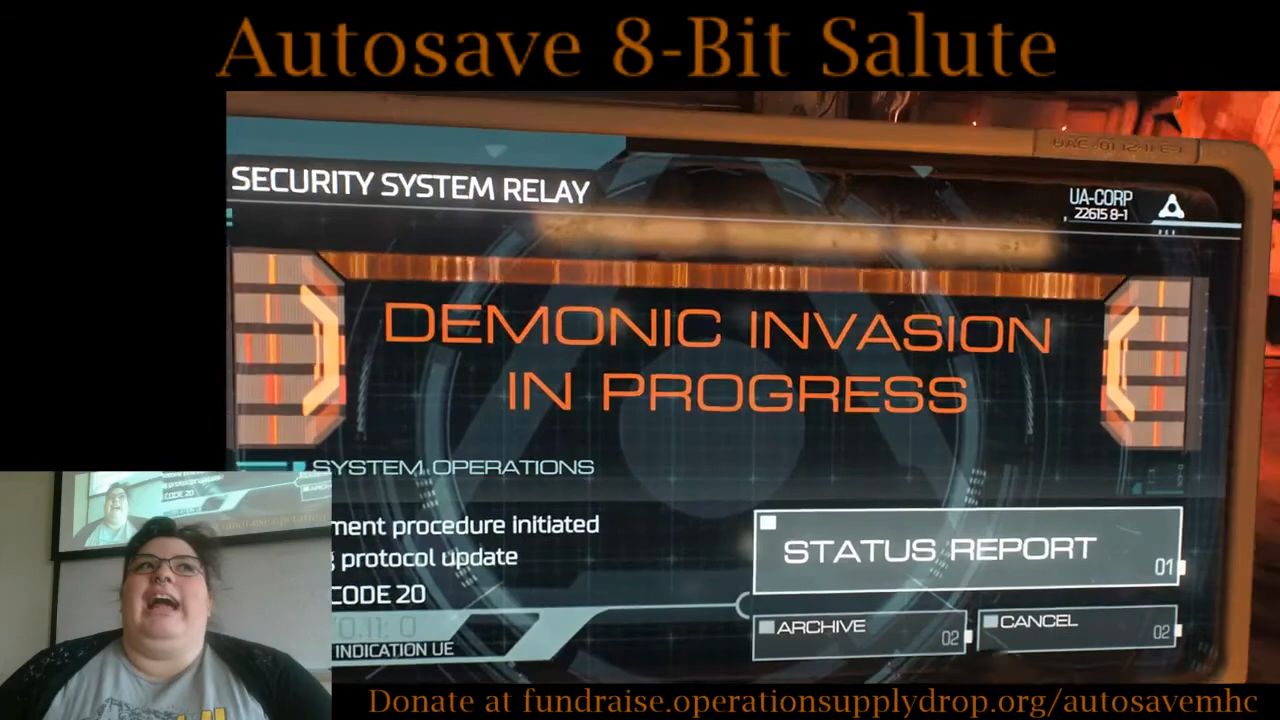 Autosave 8-Bit Salute
SECURITY SYSTEM RELAY
UA-CORP
22615 8-1
DEMONIC INVASION
IN PROGRESS
SYSTEM OPERATIONS
ment procedure initiated
protocol update
CODE 20
INDICATION UE
STATUS REPORT
01
ARCHIVE
02
CANCEL
02
CODE 20
Donate at fundraise.operationsupplydrop.org/autosavemhc